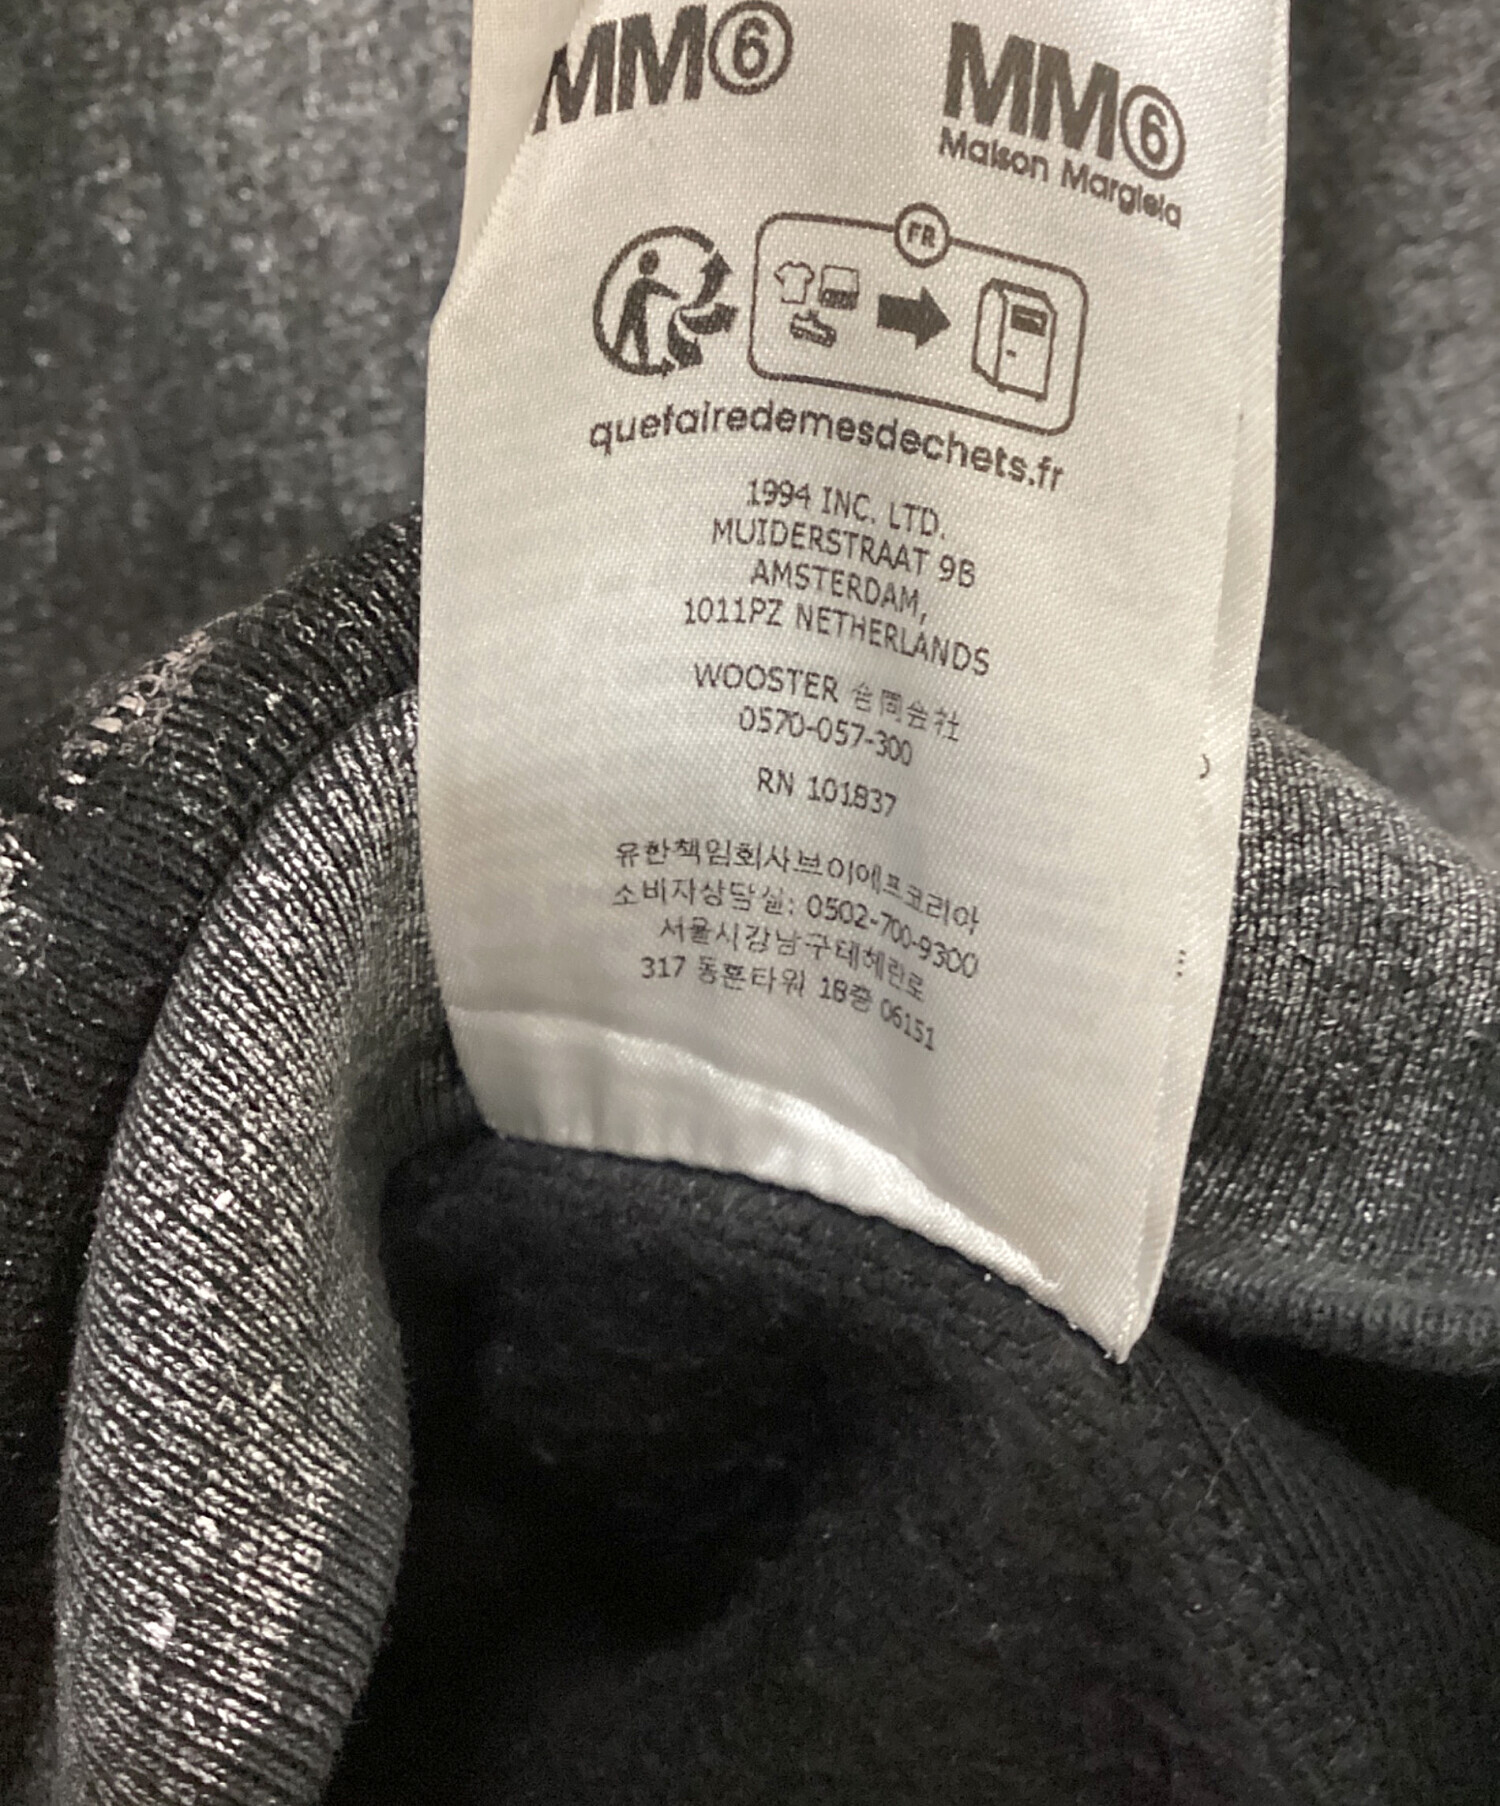 MM6
MM6
Maison Margiela
FR
quefairedemesdechets.fr
1994 INC. LTD.
MUIDERSTRAAT 9B
AMSTERDAM,
1011PZ NETHERLANDS
WOOSTER 合同会社
0570-057-300
RN 101837
유한책임회사브이에프코리아
소비자상담실: 0502-700-9300
서울시강남구테헤란로
317 동훈타워 18층 06151